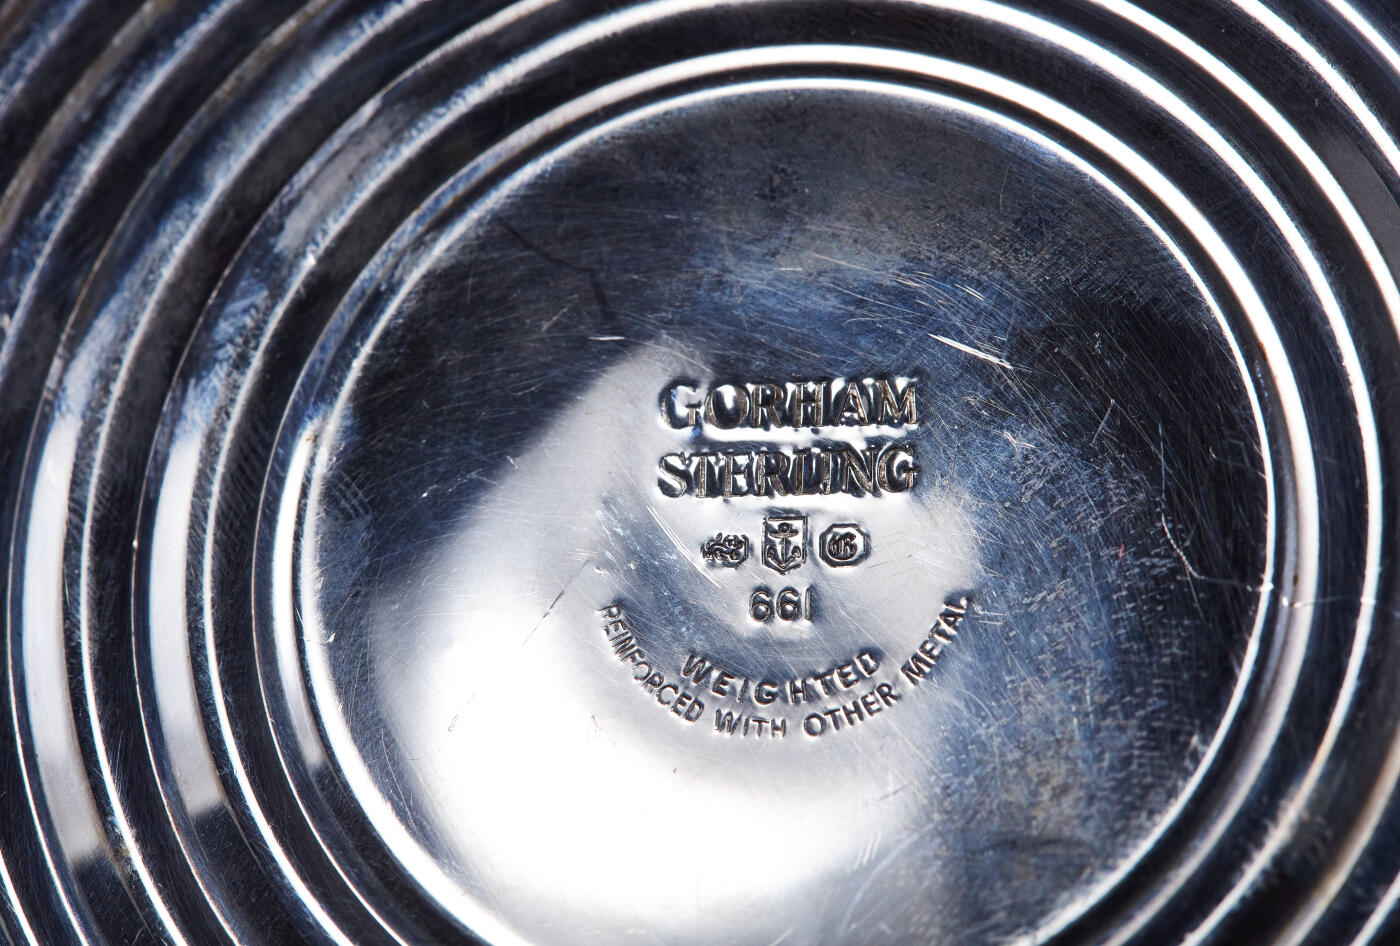 GORHAM
STERLING
G
661
WEIGHTED
REINFORCED WITH OTHER METAL